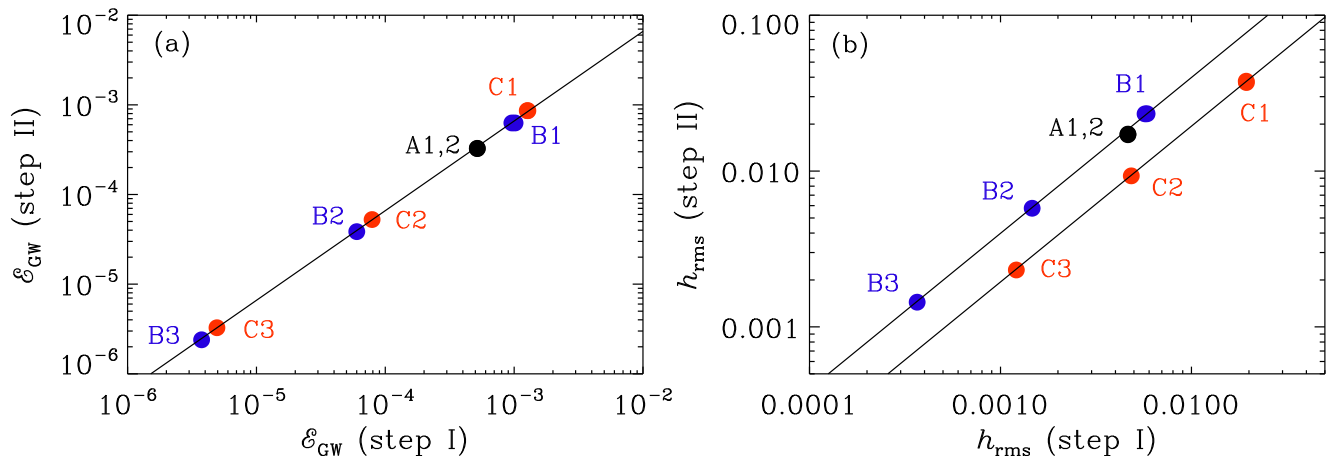 (a)
10⁻²
10⁻³
10⁻⁴
10⁻⁵
10⁻⁶
ℰ_GW (step II)
C1
B1
A1,2
B2
C2
B3
C3
10⁻⁶ 10⁻⁵ 10⁻⁴ 10⁻³ 10⁻²
ℰ_GW (step I)
(b)
0.100
0.010
0.001
h_rms (step II)
B1
A1,2
C1
B2
C2
B3
C3
0.0001 0.0010 0.0100
h_rms (step I)